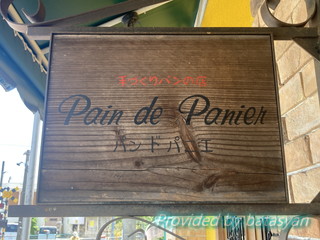 手づくりパンの店
Pain de Panier
パンドパニエ
Provided by batasyan